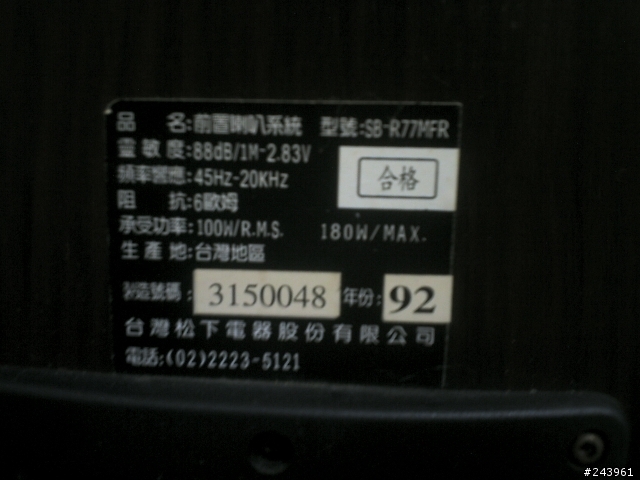 品　名:前置喇叭系統　型號:SB-R77MFR
靈敏度:88dB/1M-2.83V
合格
頻率響應:45Hz-20KHz
阻　抗:6歐姆
承受功率:100W/R.M.S.　180W/MAX.
生產地:台灣地區
製造號碼: 3150048 年份: 92
台灣松下電器股份有限公司
電話:(02)2223-5121
#243961